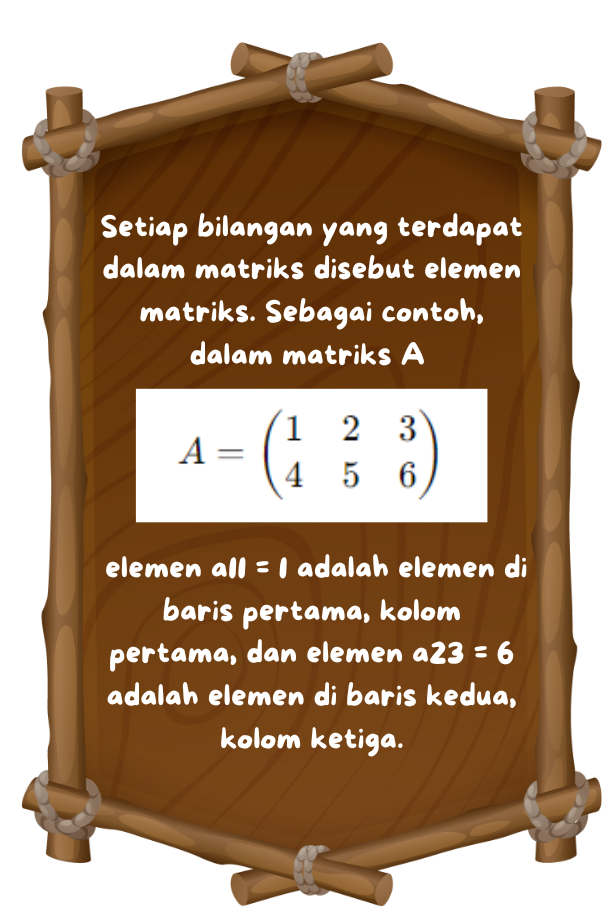 Setiap bilangan yang terdapat
dalam matriks disebut elemen
matriks. Sebagai contoh,
dalam matriks A
A = (1 2 3
4 5 6)
elemen a11 = 1 adalah elemen di
baris pertama, kolom
pertama, dan elemen a23 = 6
adalah elemen di baris kedua,
kolom ketiga.